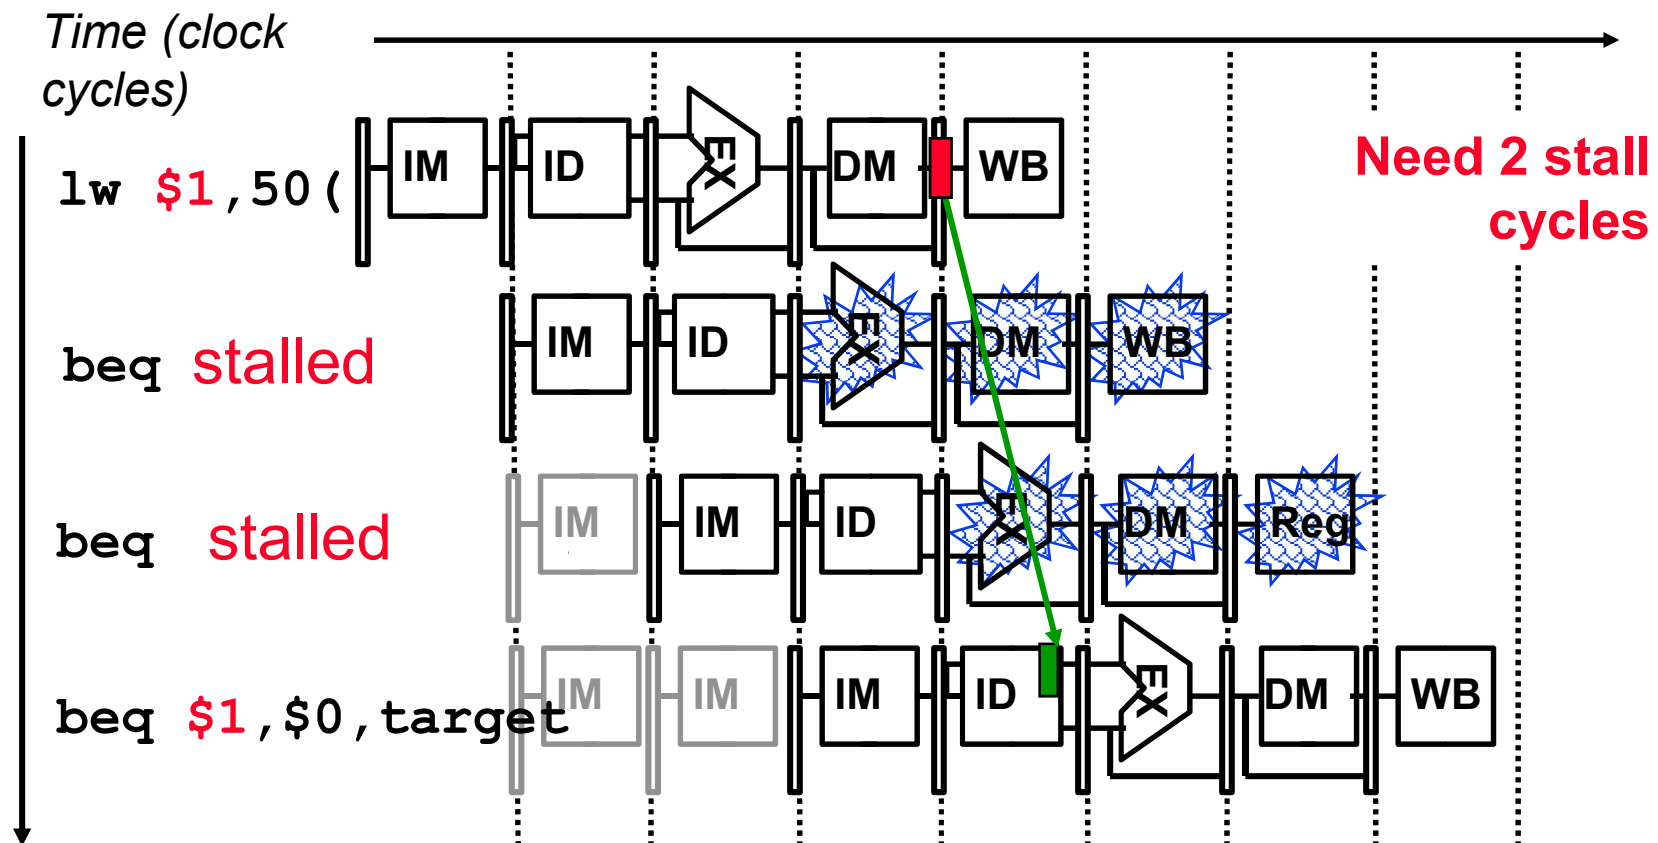 Time (clock
cycles)
lw $1,50( IM ID EX DM WB
Need 2 stall
cycles
beq stalled IM ID EX DM WB
beq stalled IM IM ID EX DM Reg
beq $1,$0,target IM IM IM ID EX DM WB